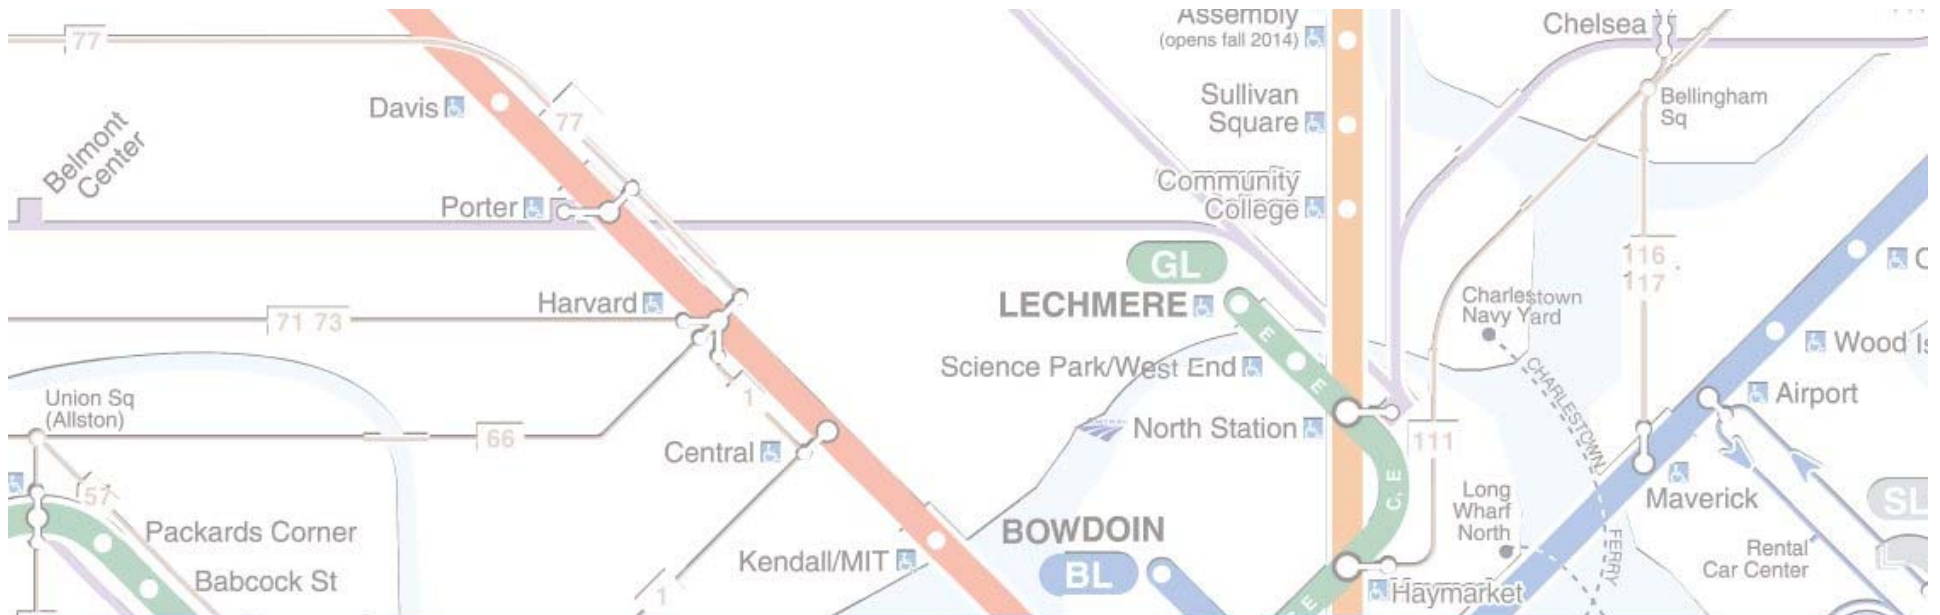 77
Davis
77
Belmont
Center
Porter
Harvard
71 73
Union Sq
(Allston)
66
57
1
Central
Packards Corner
Babcock St
Kendall/MIT
1
Assembly
(opens fall 2014)
Sullivan
Square
Community
College
GL
LECHMERE
E
E
Science Park/West End
North Station
C, E
BOWDOIN
BL
Haymarket
E
Chelsea
Bellingham
Sq
116
117
Charlestown
Navy Yard
CHARLESTOWN
FERRY
111
Long
Wharf
North
Wood Is
Airport
Maverick
Rental
Car Center
SL